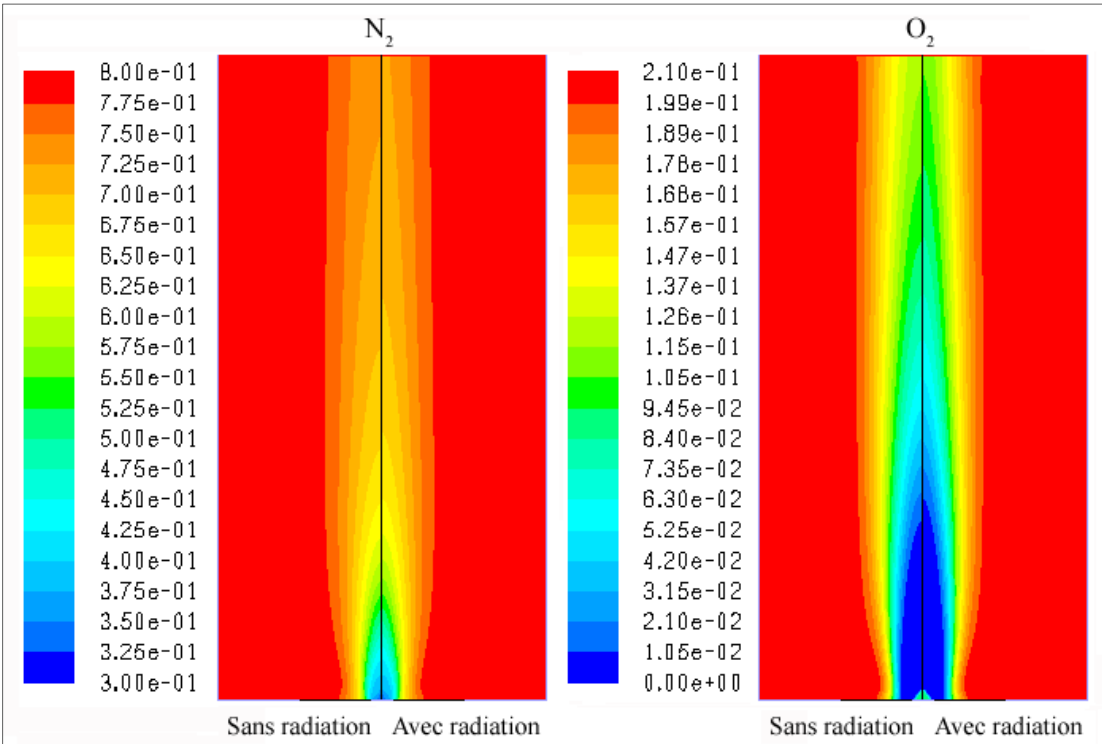 N₂
8.00e-01
7.75e-01
7.50e-01
7.25e-01
7.00e-01
6.75e-01
6.50e-01
6.25e-01
6.00e-01
5.75e-01
5.50e-01
5.25e-01
5.00e-01
4.75e-01
4.50e-01
4.25e-01
4.00e-01
3.75e-01
3.50e-01
3.25e-01
3.00e-01
Sans radiation
Avec radiation
O₂
2.10e-01
1.99e-01
1.89e-01
1.78e-01
1.68e-01
1.57e-01
1.47e-01
1.37e-01
1.26e-01
1.15e-01
1.05e-01
9.45e-02
8.40e-02
7.35e-02
6.30e-02
5.25e-02
4.20e-02
3.15e-02
2.10e-02
1.05e-02
0.00e+00
Sans radiation
Avec radiation